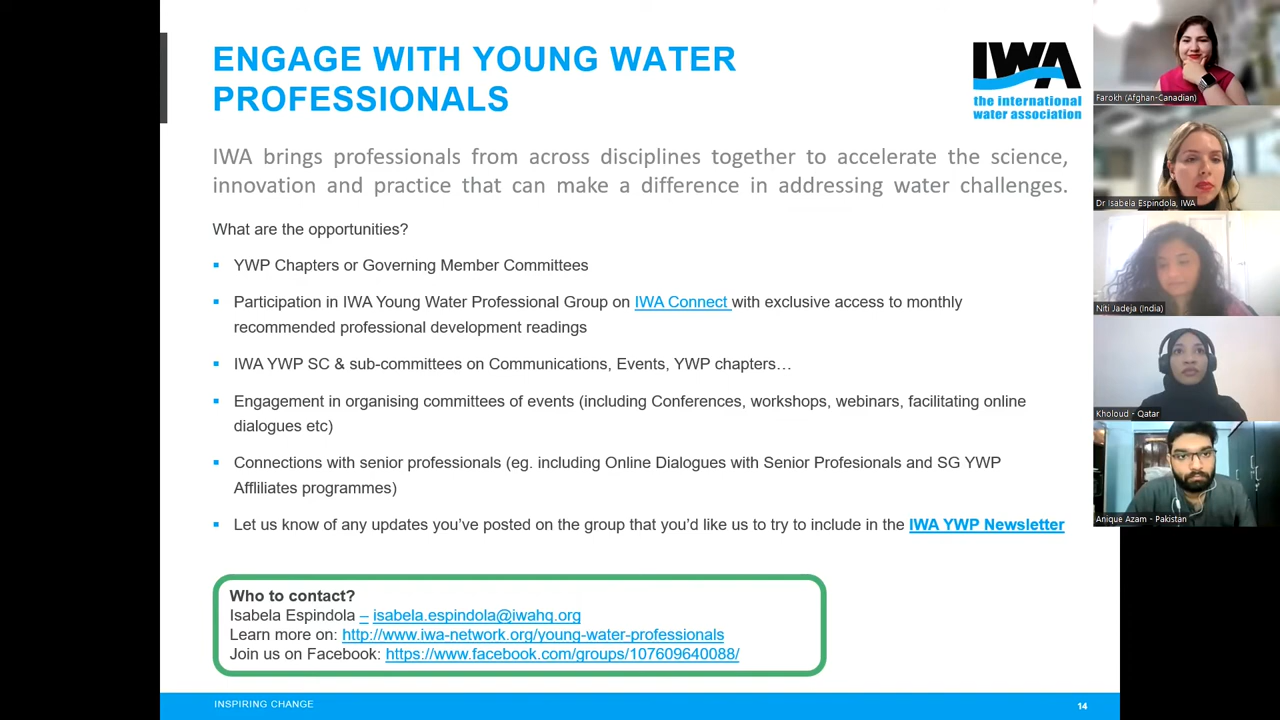 ENGAGE WITH YOUNG WATER
PROFESSIONALS
IWA
the international
water association
IWA brings professionals from across disciplines together to accelerate the science,
innovation and practice that can make a difference in addressing water challenges.
What are the opportunities?
▪ YWP Chapters or Governing Member Committees
▪ Participation in IWA Young Water Professional Group on IWA Connect with exclusive access to monthly
recommended professional development readings
▪ IWA YWP SC & sub-committees on Communications, Events, YWP chapters…
▪ Engagement in organising committees of events (including Conferences, workshops, webinars, facilitating online
dialogues etc)
▪ Connections with senior professionals (eg. including Online Dialogues with Senior Profesionals and SG YWP
Affliliates programmes)
▪ Let us know of any updates you've posted on the group that you'd like us to try to include in the IWA YWP Newsletter
Who to contact?
Isabela Espindola – isabela.espindola@iwahq.org
Learn more on: http://www.iwa-network.org/young-water-professionals
Join us on Facebook: https://www.facebook.com/groups/107609640088/
INSPIRING CHANGE
14
Farokh (Afghan-Canadian)
Dr Isabela Espindola, IWA
Niti Jadeja (India)
Kholoud - Qatar
Anique Azam - Pakistan